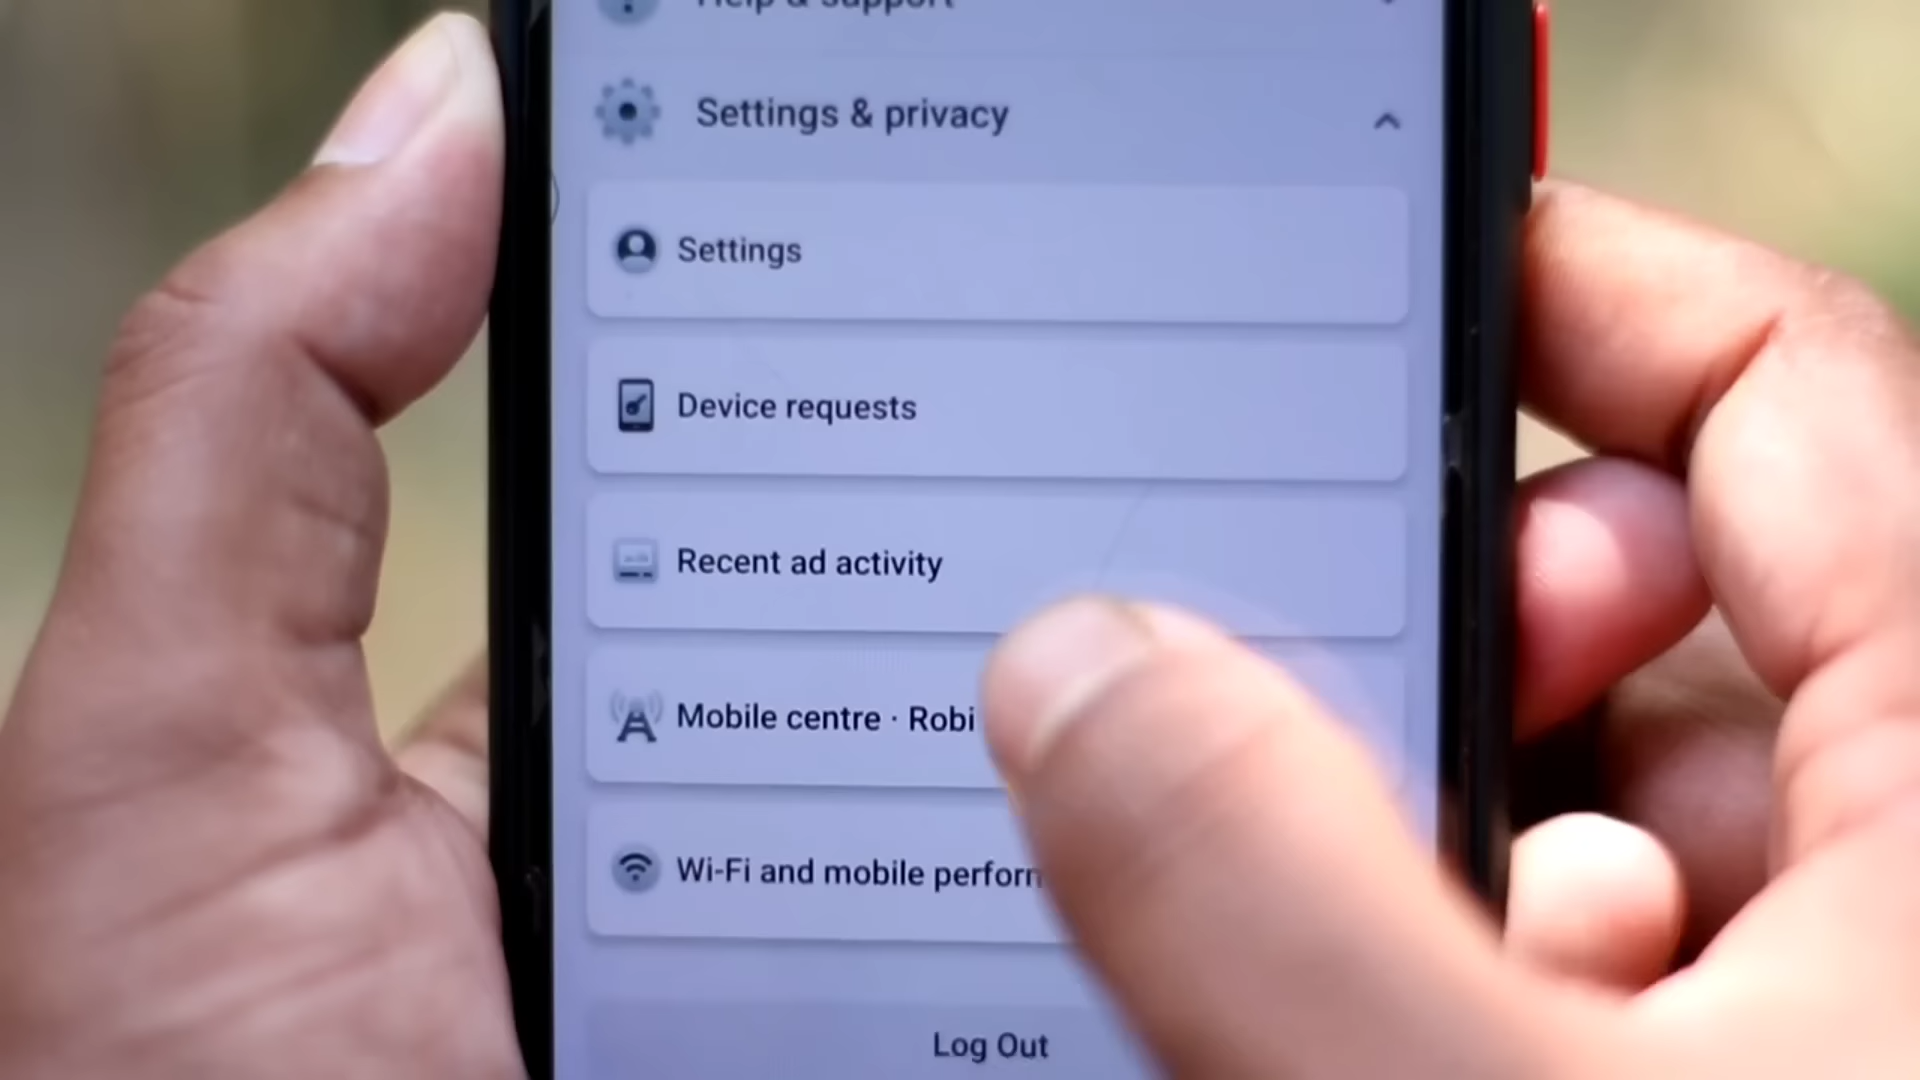 Help & support
Settings & privacy
Settings
Device requests
Recent ad activity
Mobile centre · Robi
Wi-Fi and mobile perform
Log Out